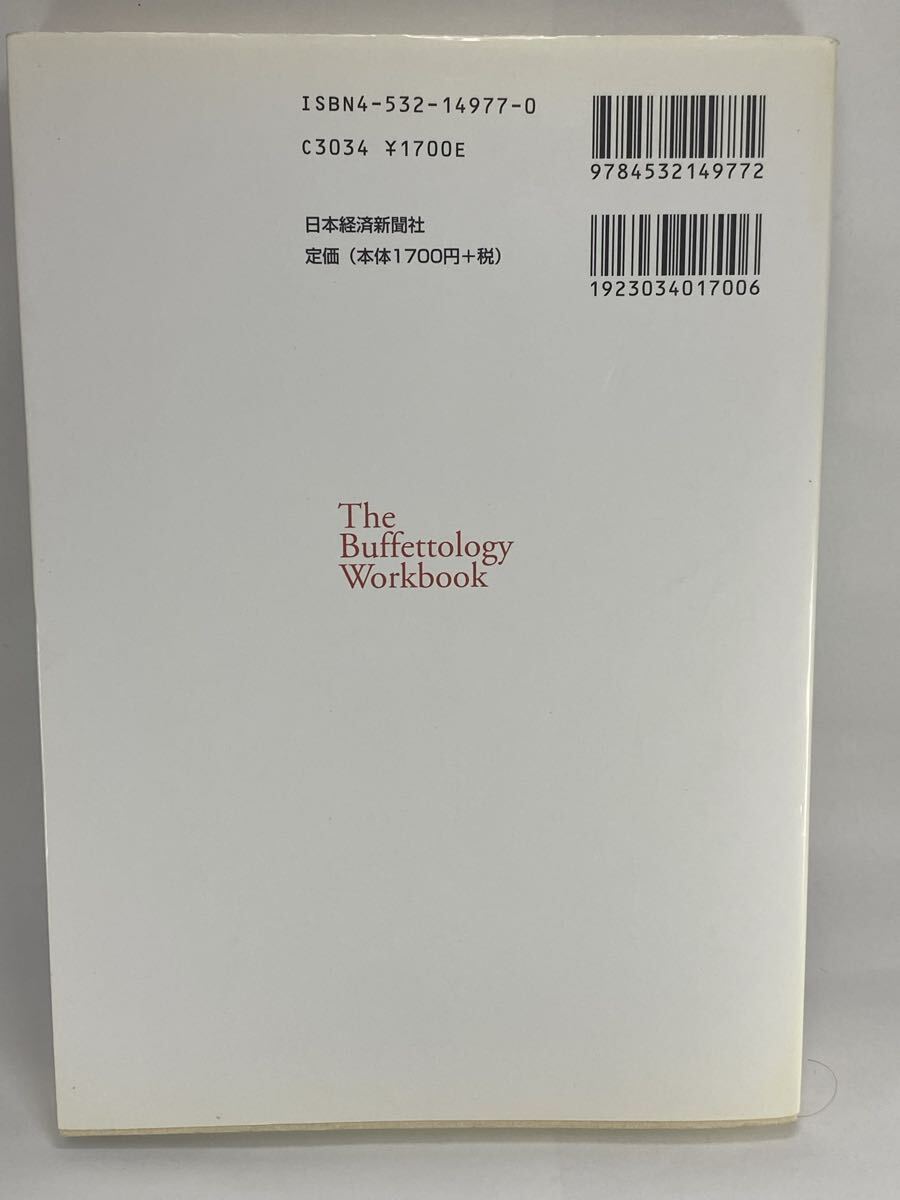 ISBN4-532-14977-0
C3034 ¥1700E
9784532149772
日本経済新聞社
定価（本体1700円+税）
1923034017006
The
Buffettology
Workbook